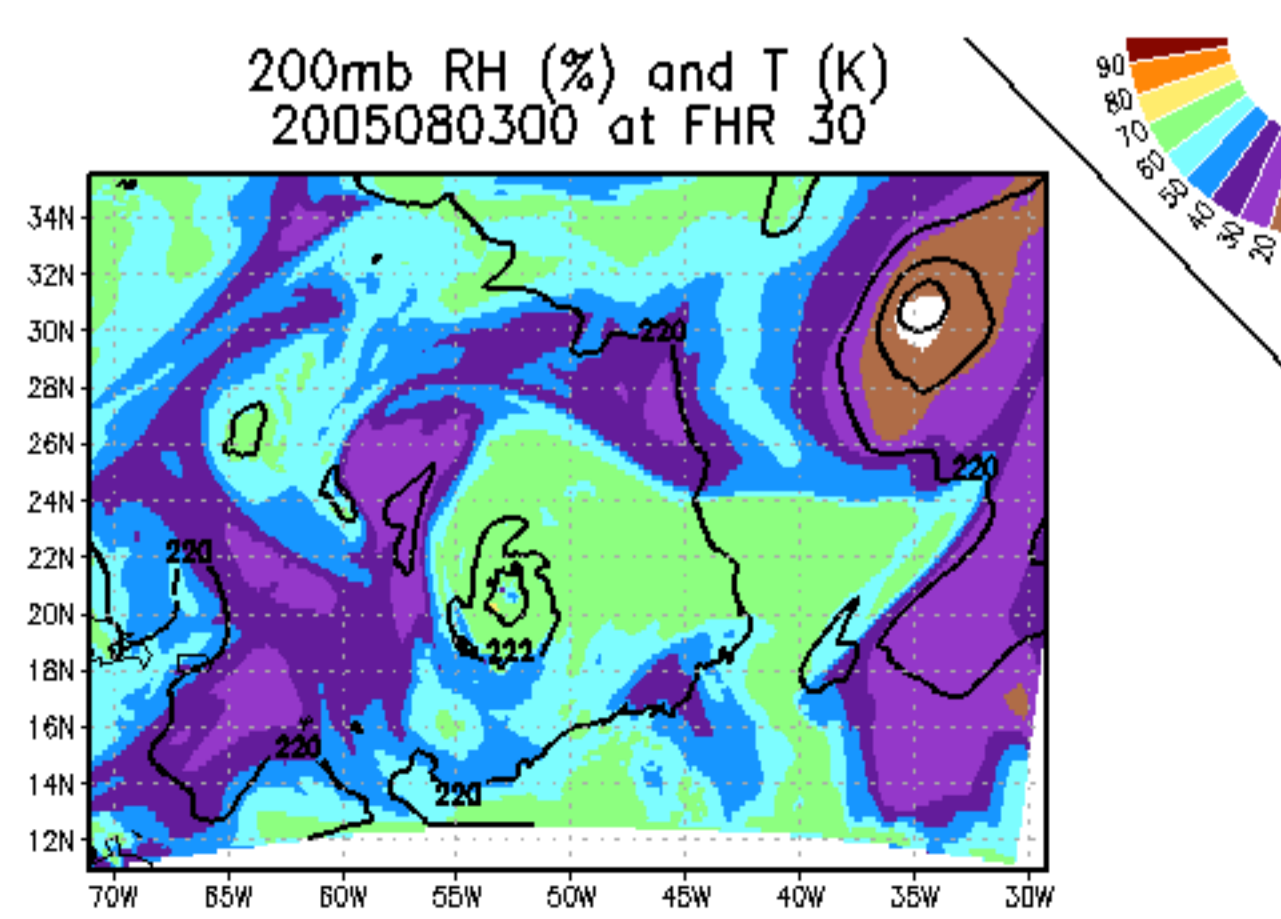 200mb RH (%) and T (K)
2005080300 at FHR 30
90
80
70
60
50
40
30
20
34N
32N
30N
220
28N
26N
220
24N
22N
220
20N
222
18N
16N
220
14N
220
12N
70W 65W 60W 55W 50W 45W 40W 35W 30W